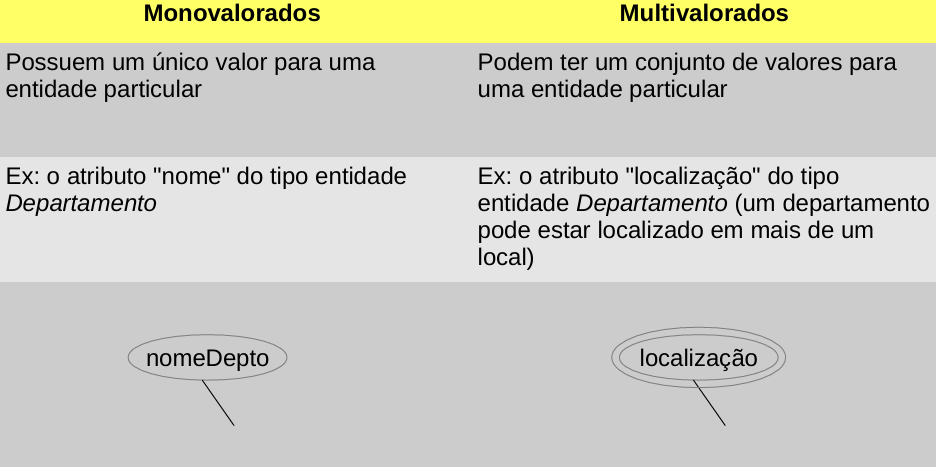 Monovalorados
Multivalorados
Possuem um único valor para uma
entidade particular
Podem ter um conjunto de valores para
uma entidade particular
Ex: o atributo "nome" do tipo entidade
Departamento
Ex: o atributo "localização" do tipo
entidade Departamento (um departamento
pode estar localizado em mais de um
local)
nomeDepto
localização